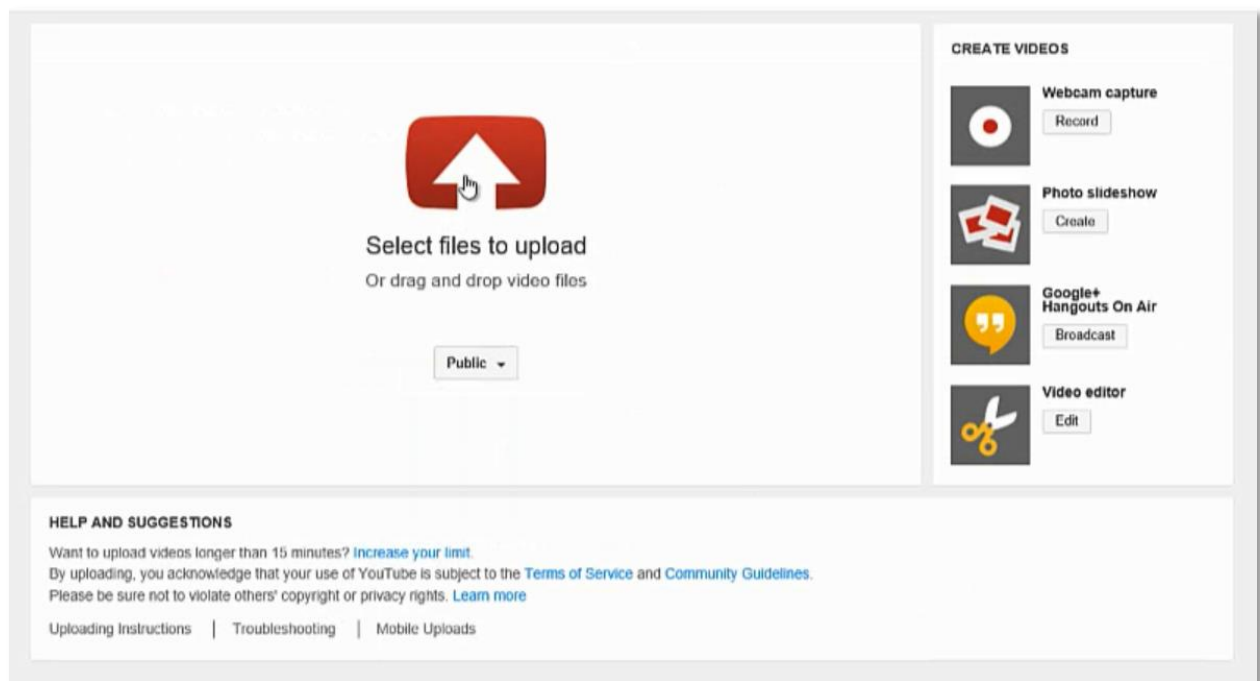 Select files to upload
Or drag and drop video files
Public
CREATE VIDEOS
Webcam capture
Record
Photo slideshow
Create
Google+
Hangouts On Air
Broadcast
Video editor
Edit
HELP AND SUGGESTIONS
Want to upload videos longer than 15 minutes? Increase your limit.
By uploading, you acknowledge that your use of YouTube is subject to the Terms of Service and Community Guidelines.
Please be sure not to violate others' copyright or privacy rights. Learn more
Uploading Instructions | Troubleshooting | Mobile Uploads